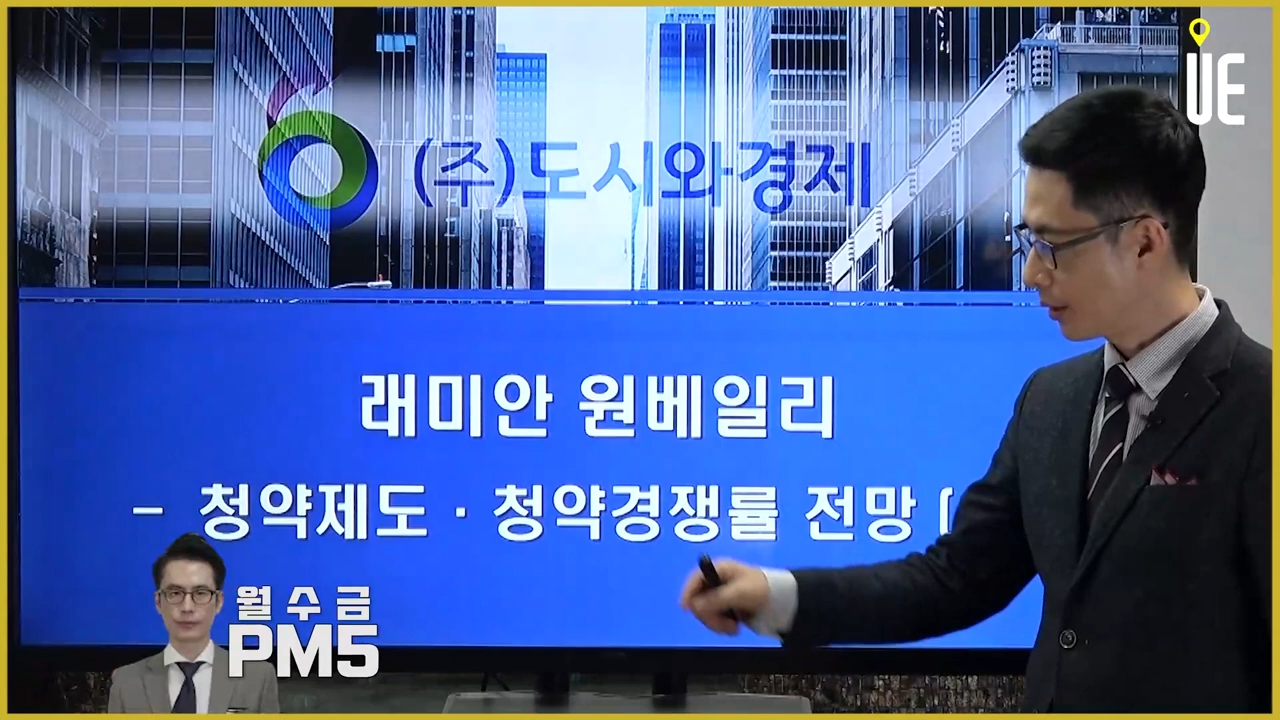 UE
(주)도시와경제
래미안 원베일리
- 청약제도 · 청약경쟁률 전망
월 수 금
PM5